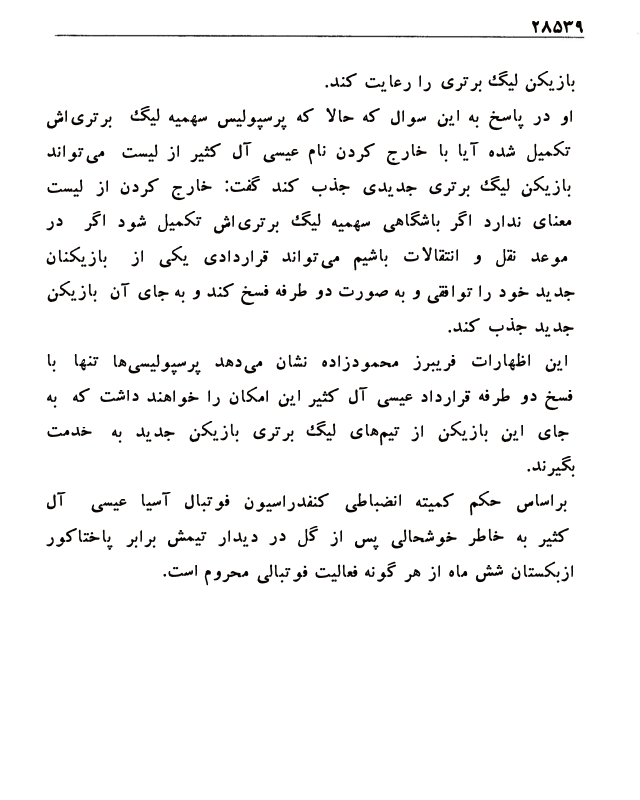 ۲۸۵۳۹
بازیکن لیگ برتری را رعایت کند.
او در پاسخ به این سوال که حالا که پرسپولیس سهمیه لیگ برتری‌اش
تکمیل شده آیا با خارج کردن نام عیسی آل کثیر از لیست می‌تواند
بازیکن لیگ برتری جدیدی جذب کند گفت: خارج کردن از لیست
معنای ندارد اگر باشگاهی سهمیه لیگ برتری‌اش تکمیل شود اگر در
موعد نقل و انتقالات باشیم می‌تواند قراردادی یکی از بازیکنان
جدید خود را توافقی و به صورت دو طرفه فسخ کند و به جای آن بازیکن
جدید جذب کند.
این اظهارات فریبرز محمودزاده نشان می‌دهد پرسپولیسی‌ها تنها با
فسخ دو طرفه قرارداد عیسی آل کثیر این امکان را خواهند داشت که به
جای این بازیکن از تیم‌های لیگ برتری بازیکن جدید به خدمت
بگیرند.
براساس حکم کمیته انضباطی کنفدراسیون فوتبال آسیا عیسی آل
کثیر به خاطر خوشحالی پس از گل در دیدار تیمش برابر پاختاکور
ازبکستان شش ماه از هر گونه فعالیت فوتبالی محروم است.